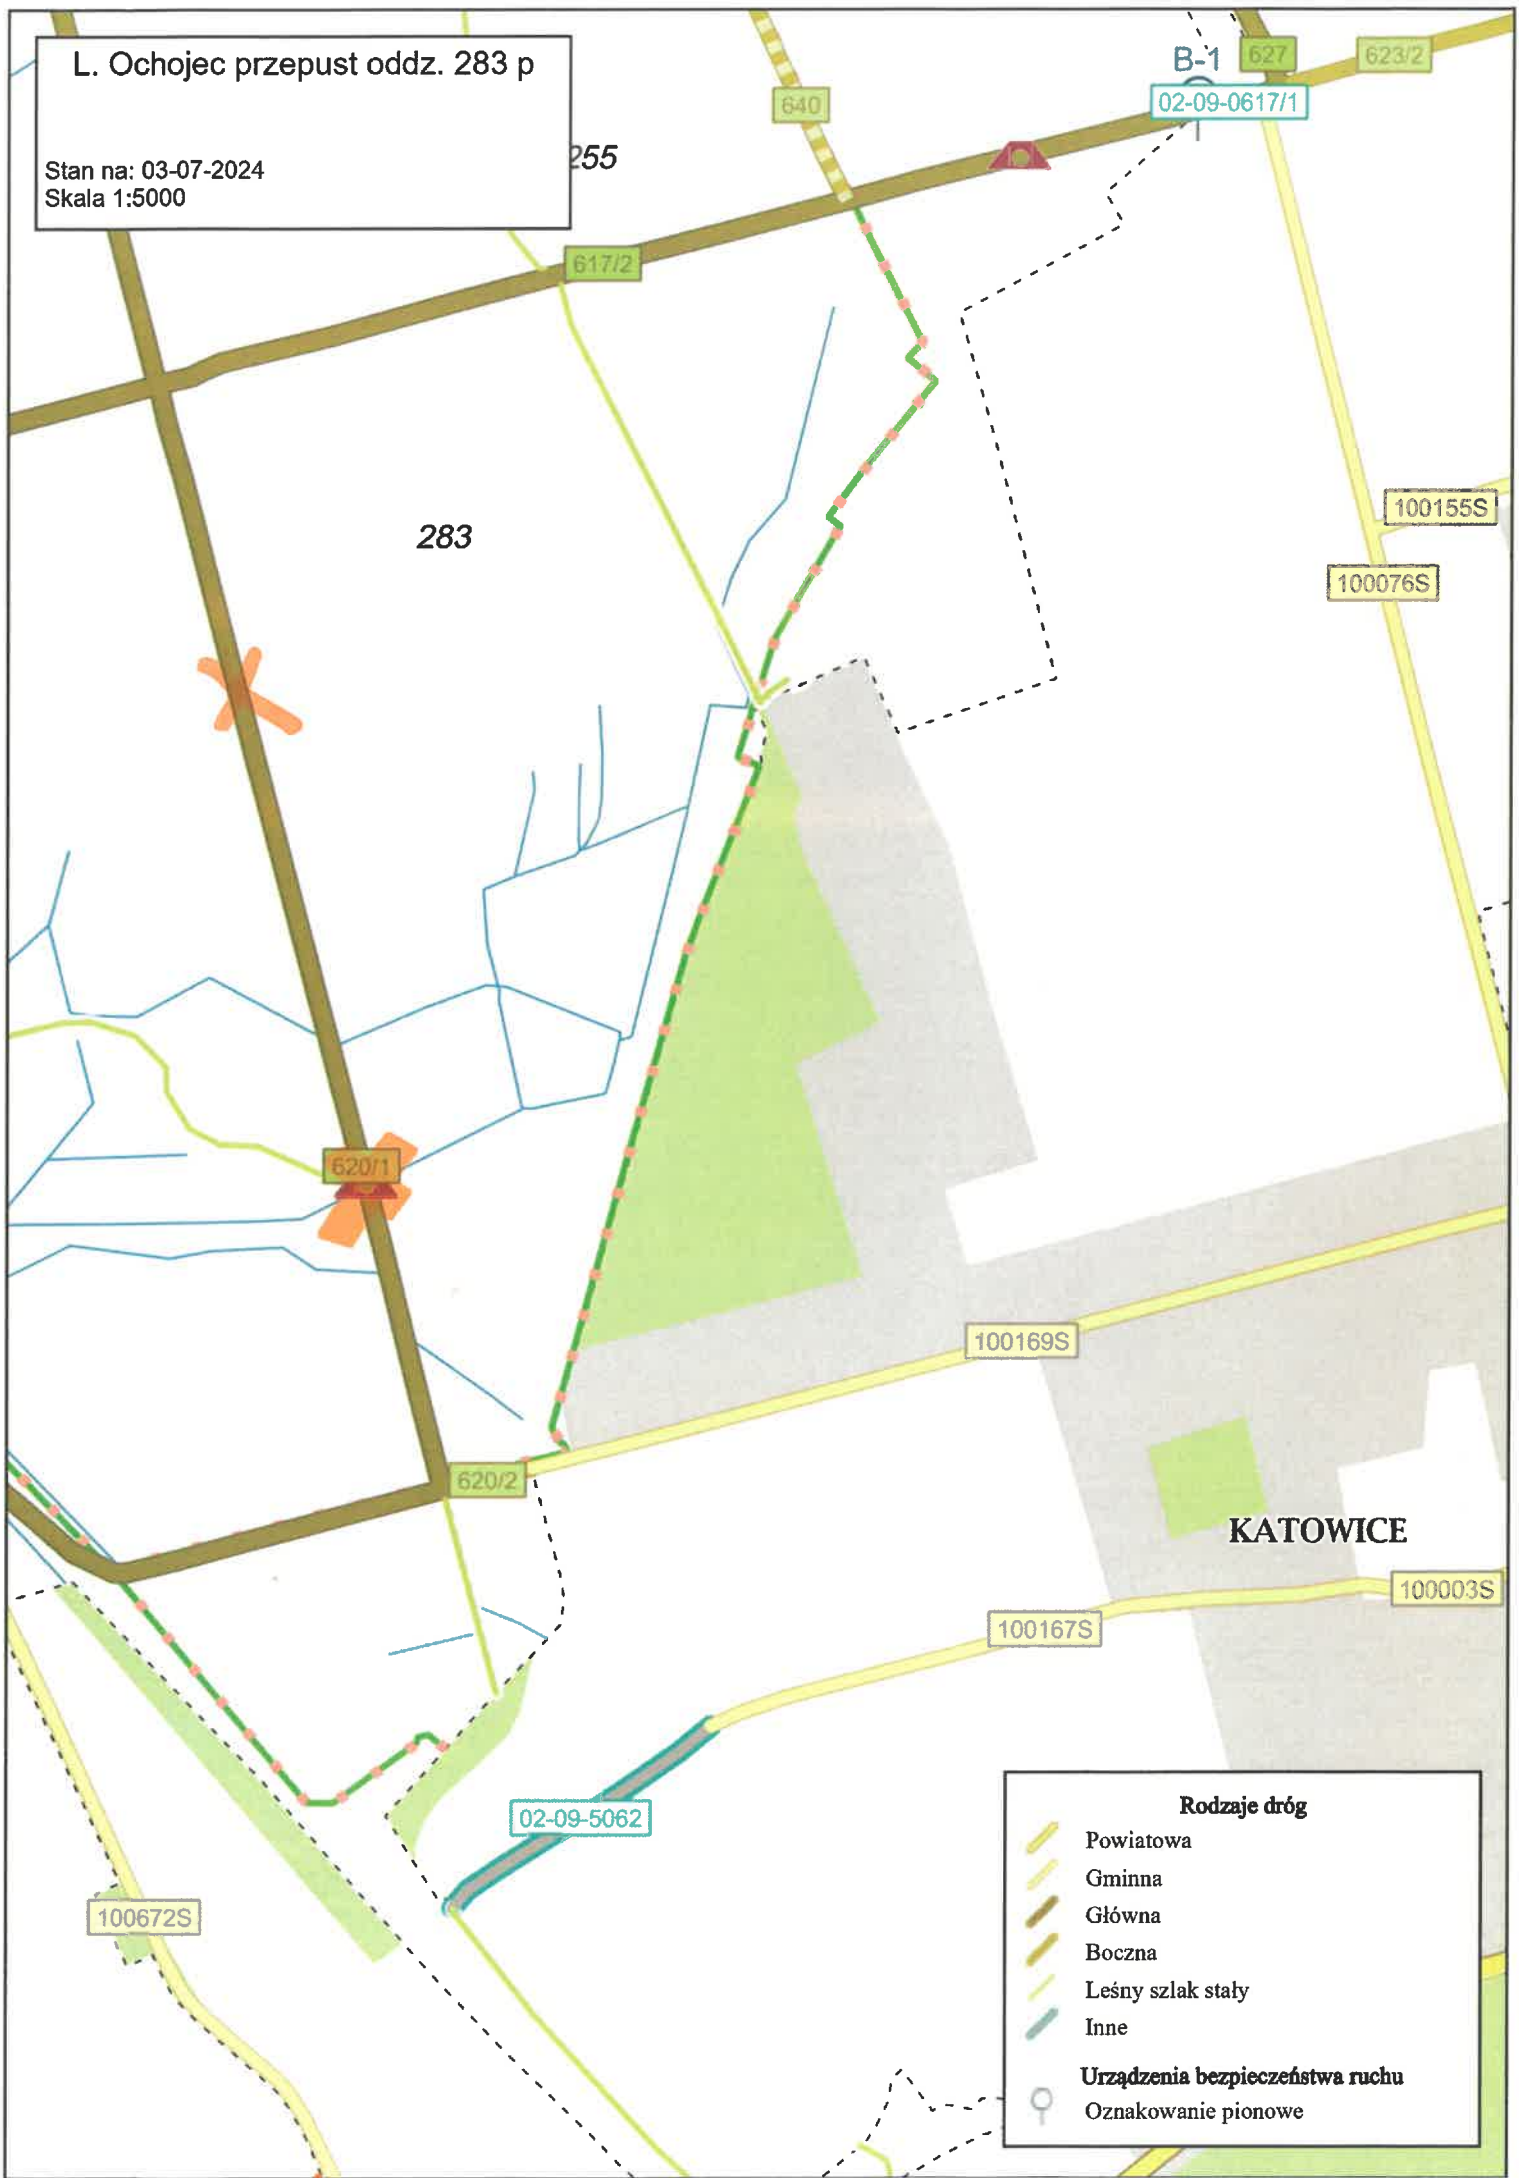 L. Ochojec przepust oddz. 283 p
Stan na: 03-07-2024
Skala 1:5000
255
B-1
627
623/2
640
02-09-0617/1
617/2
283
100155S
100076S
620/1
100169S
620/2
KATOWICE
100003S
100167S
02-09-5062
100672S
Rodzaje dróg
Powiatowa
Gminna
Główna
Boczna
Leśny szlak stały
Inne
Urządzenia bezpieczeństwa ruchu
Oznakowanie pionowe